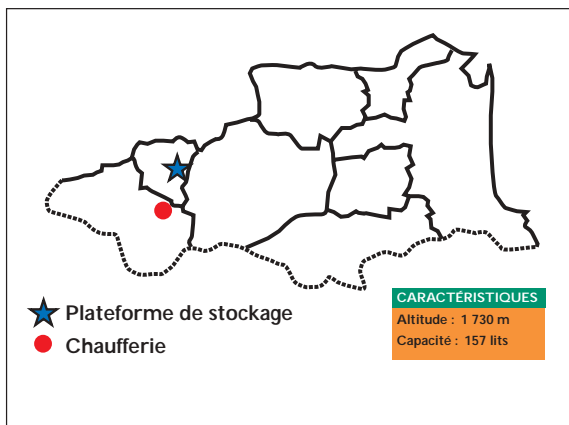 Plateforme de stockage
Chaufferie
CARACTÉRISTIQUES
Altitude : 1 730 m
Capacité : 157 lits